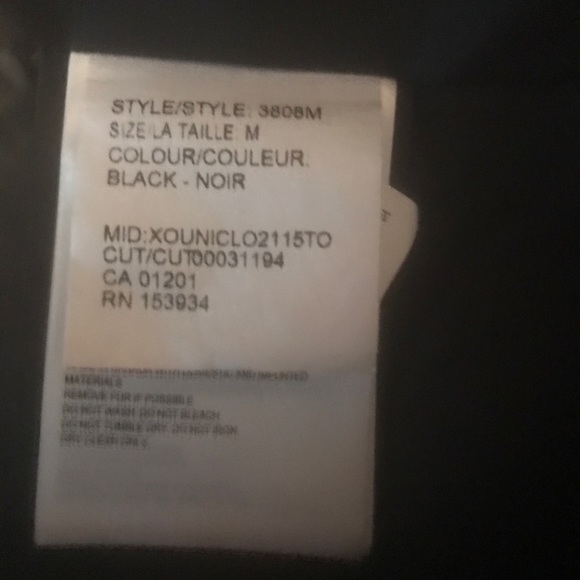 STYLE/STYLE: 3808M
SIZE/LA TAILLE: M
COLOUR/COULEUR:
BLACK - NOIR
MID:XOUNICLO2115TO
CUT/CUT00031194
CA 01201
RN 153934
MATERIALS
REMOVE FUR IF POSSIBLE
DO NOT WASH. DO NOT BLEACH.
DO NOT TUMBLE DRY. DO NOT IRON.
DRY CLEAN ONLY.